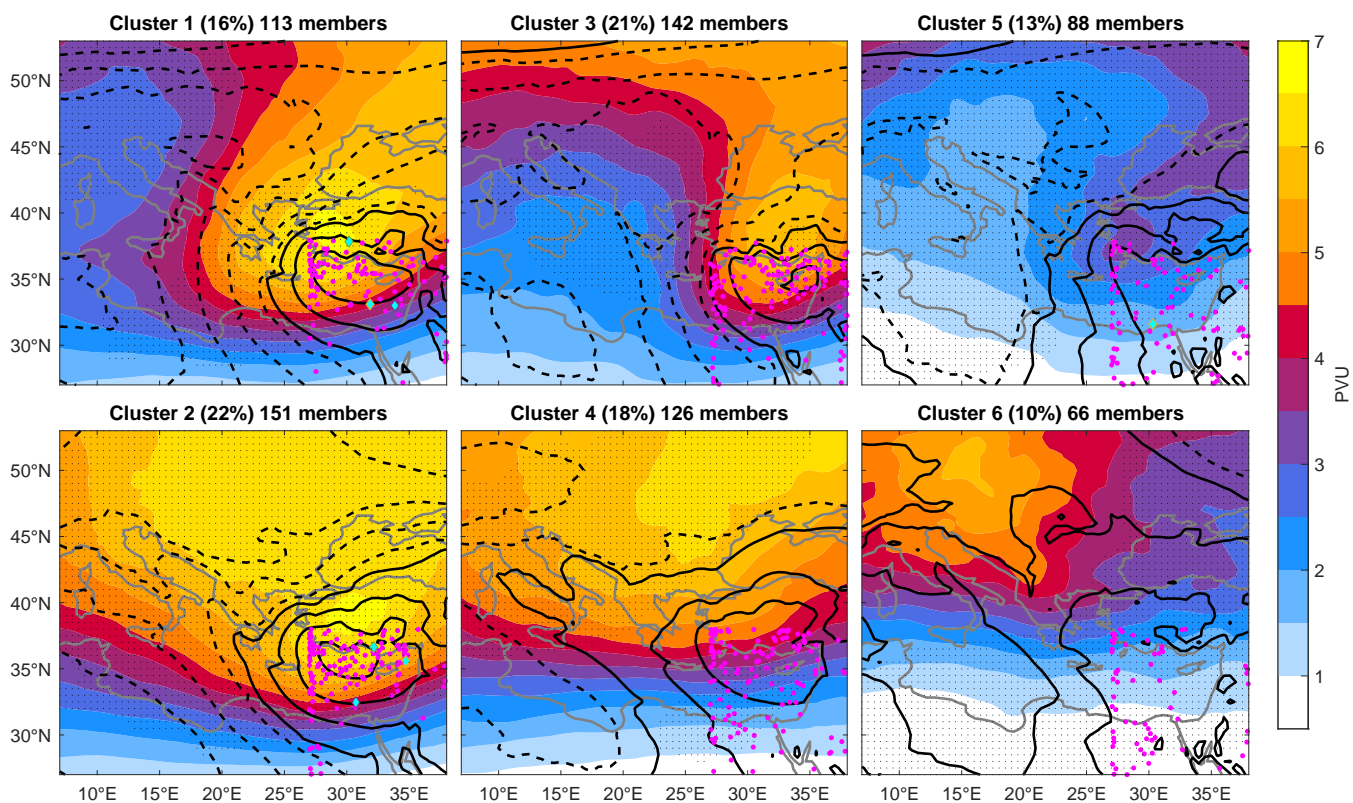 Cluster 1 (16%) 113 members
Cluster 3 (21%) 142 members
Cluster 5 (13%) 88 members
50°N
45°N
40°N
35°N
30°N
7
6
5
4
3
2
1
PVU
Cluster 2 (22%) 151 members
Cluster 4 (18%) 126 members
Cluster 6 (10%) 66 members
50°N
45°N
40°N
35°N
30°N
10°E 15°E 20°E 25°E 30°E 35°E
10°E 15°E 20°E 25°E 30°E 35°E
10°E 15°E 20°E 25°E 30°E 35°E